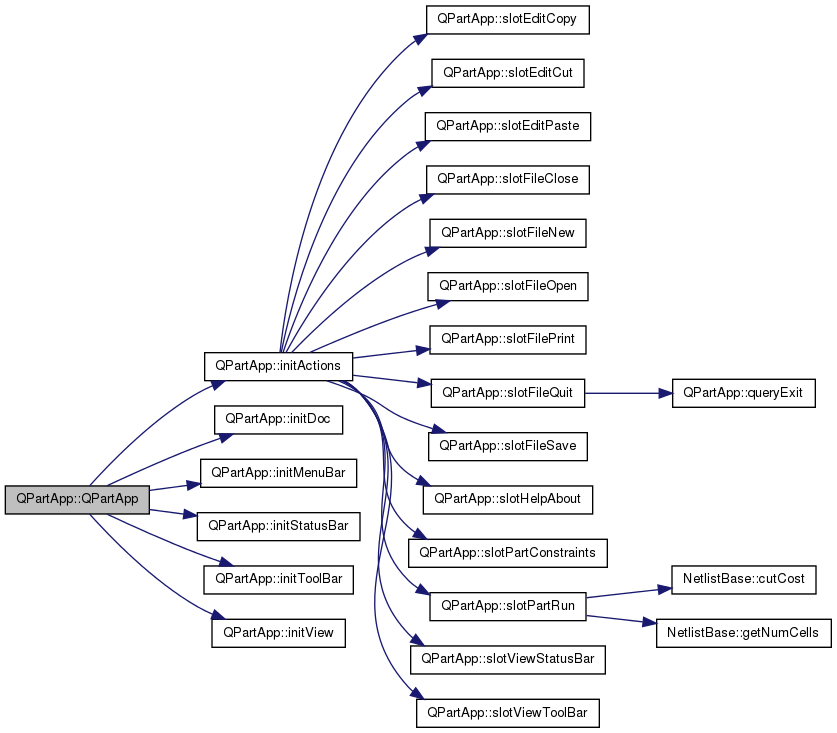 QPartApp::QPartApp
QPartApp::initActions
QPartApp::initDoc
QPartApp::initMenuBar
QPartApp::initStatusBar
QPartApp::initToolBar
QPartApp::initView
QPartApp::slotEditCopy
QPartApp::slotEditCut
QPartApp::slotEditPaste
QPartApp::slotFileClose
QPartApp::slotFileNew
QPartApp::slotFileOpen
QPartApp::slotFilePrint
QPartApp::slotFileQuit
QPartApp::slotFileSave
QPartApp::slotHelpAbout
QPartApp::slotPartConstraints
QPartApp::slotPartRun
QPartApp::slotViewStatusBar
QPartApp::slotViewToolBar
QPartApp::queryExit
NetlistBase::cutCost
NetlistBase::getNumCells